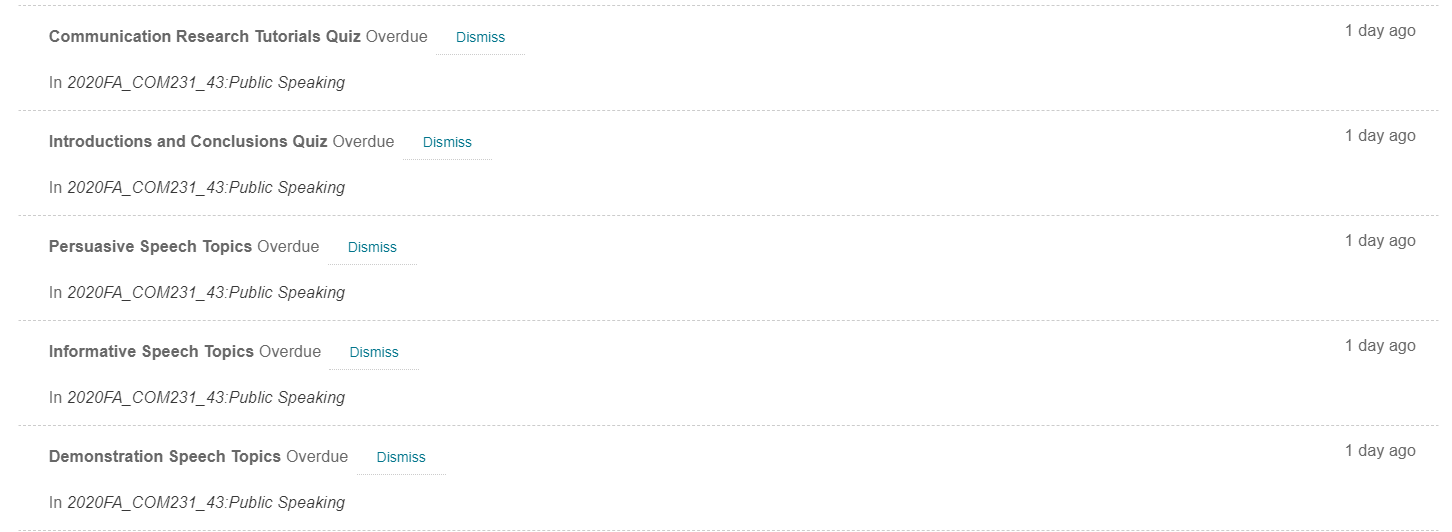 Communication Research Tutorials Quiz Overdue Dismiss 1 day ago
In 2020FA_COM231_43:Public Speaking
Introductions and Conclusions Quiz Overdue Dismiss 1 day ago
In 2020FA_COM231_43:Public Speaking
Persuasive Speech Topics Overdue Dismiss 1 day ago
In 2020FA_COM231_43:Public Speaking
Informative Speech Topics Overdue Dismiss 1 day ago
In 2020FA_COM231_43:Public Speaking
Demonstration Speech Topics Overdue Dismiss 1 day ago
In 2020FA_COM231_43:Public Speaking